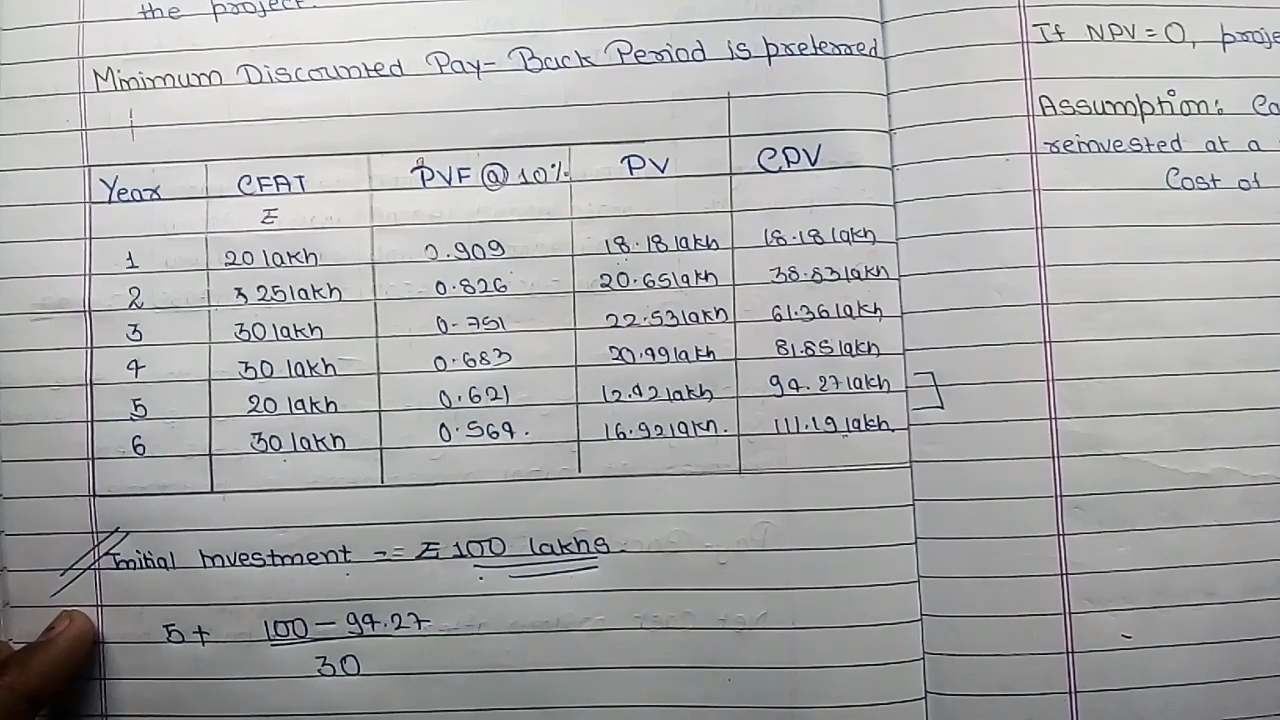 the project.
Minimum Discounted Pay-Back Period is preferred
Year CFAT PVF @ 10% PV CPV
₹
1 20 lakh 0.909 18.18 lakh 18.18 lakh
2 25 lakh 0.826 20.65 lakh 38.83 lakh
3 30 lakh 0.751 22.53 lakh 61.36 lakh
4 30 lakh 0.683 20.49 lakh 81.85 lakh
5 20 lakh 0.621 12.42 lakh 94.27 lakh
6 30 lakh 0.564. 16.92 lakh. 111.19 lakh
Initial Investment == ₹ 100 lakhs.
5+ 100 - 94.27
30
If NPV = 0, proje
Assumption: Co
reinvested at a
Cost of